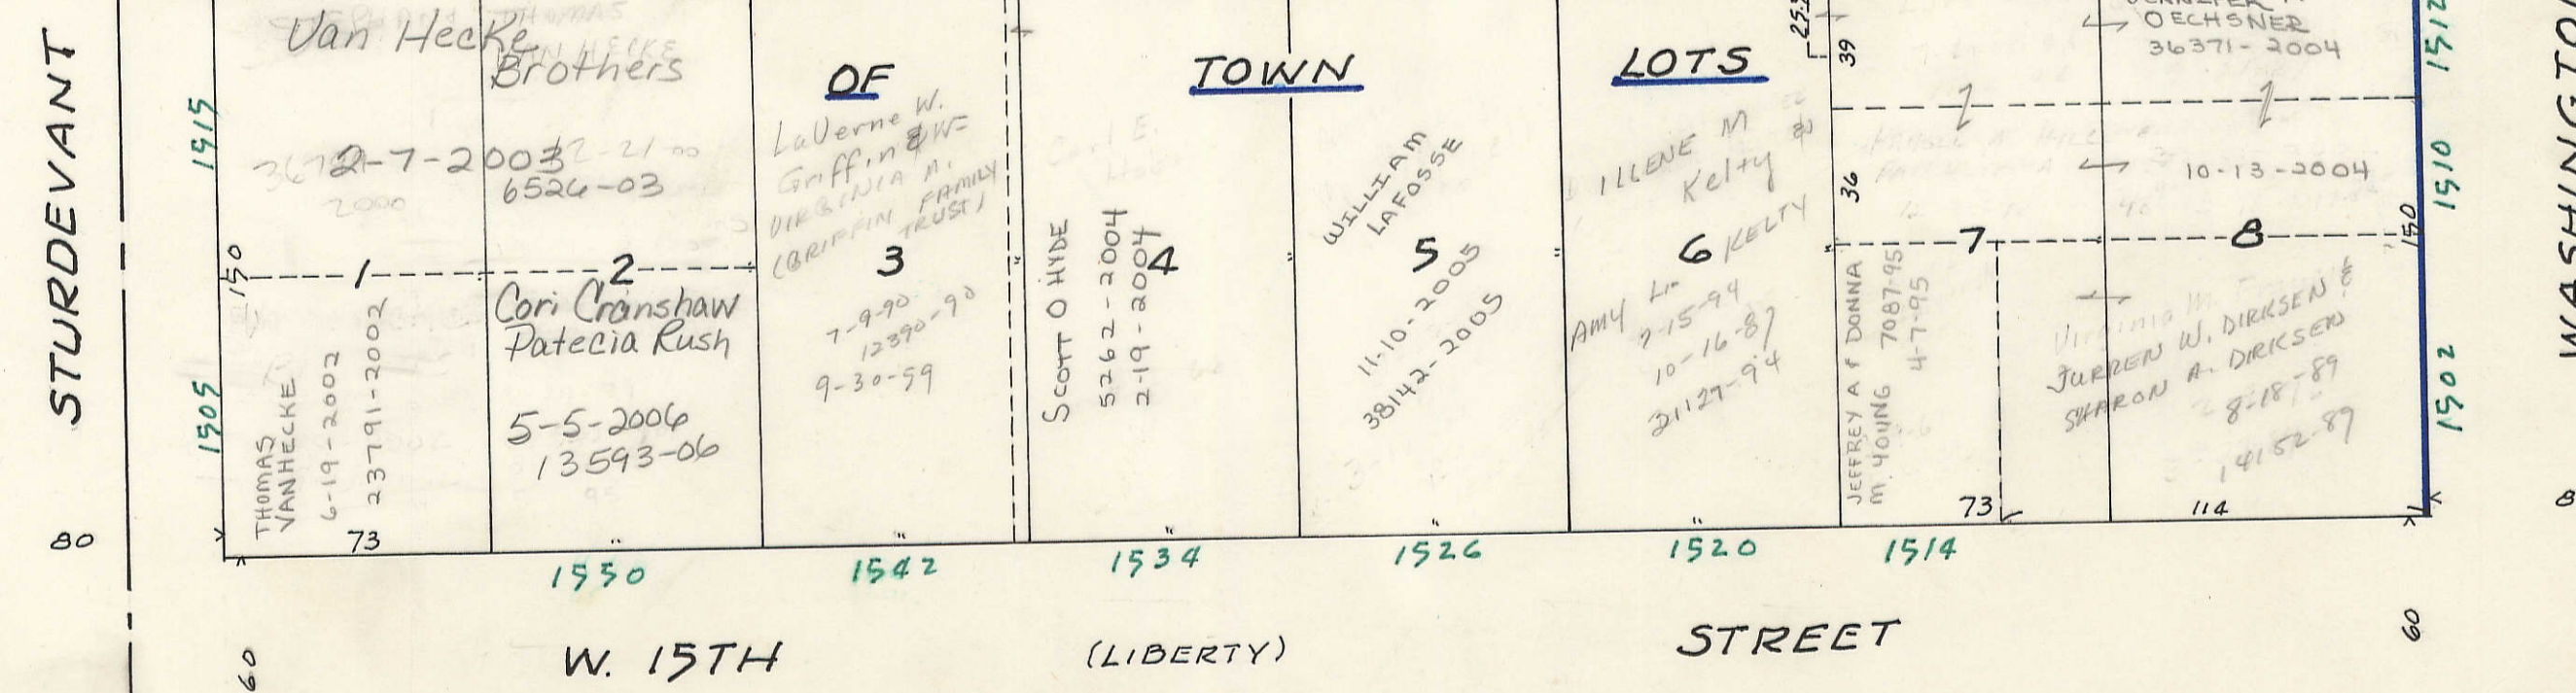 STURDEVANT
80
1915
1505
Van Hecke
Brothers
2-7-2003
6526-03
2000
150
1
THOMAS
VANHECKE
6-19-2002
23791-2002
73
2
Cori Cranshaw
Patecia Rush
5-5-2006
13593-06
"
1550
OF
LaVerne W.
Griffin &
VIRGINIA M.
(GRIFFIN FAMILY
TRUST)
3
7-9-90
12390-90
9-30-59
"
1542
TOWN
SCOTT O HYDE
5262-2004
2-19-2004
4
"
1534
WILLIAM
LAFOSSE
5
11-10-2005
38142-2005
"
1526
LOTS
ILLENE M
Kelty &
6
AMY KELTY
7-15-94
10-16-87
21127-94
"
1520
25.
39
36
7
JEFFREY A & DONNA
M. YOUNG 7087-95
4-7-95
73
1514
OECHSNER
36371-2004
10-13-2004
150
8
JURREN W. DIRKSEN &
SHARON A. DIRKSEN
8-18-89
14152-89
114
1512
1510
1502
WASHINGTON
60
W. 15TH (LIBERTY) STREET
60